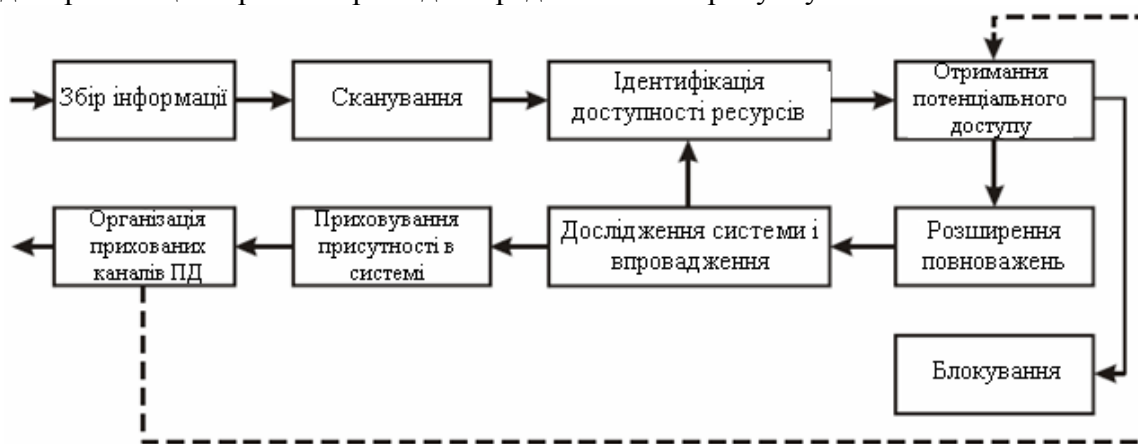 Збір інформації
Сканування
Ідентифікація
доступності ресурсів
Отримання
потенціального
доступу
Організація
прихованих
каналів ПД
Приховування
присутності в
системі
Дослідження системи і
впровадження
Розширення
повноважень
Блокування